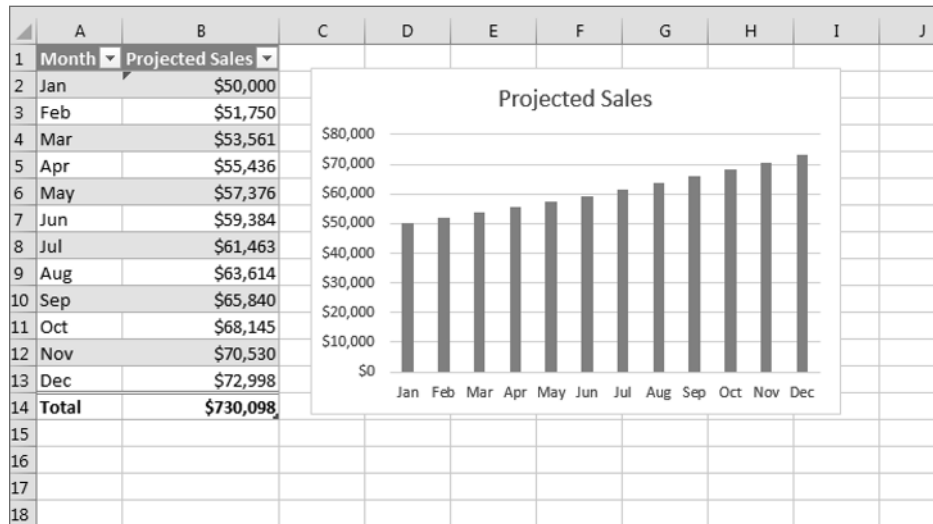 A B C D E F G H I J
1 Month Projected Sales
2 Jan $50,000
3 Feb $51,750
4 Mar $53,561
5 Apr $55,436
6 May $57,376
7 Jun $59,384
8 Jul $61,463
9 Aug $63,614
10 Sep $65,840
11 Oct $68,145
12 Nov $70,530
13 Dec $72,998
14 Total $730,098
15
16
17
18
Projected Sales
$80,000
$70,000
$60,000
$50,000
$40,000
$30,000
$20,000
$10,000
$0
Jan Feb Mar Apr May Jun Jul Aug Sep Oct Nov Dec